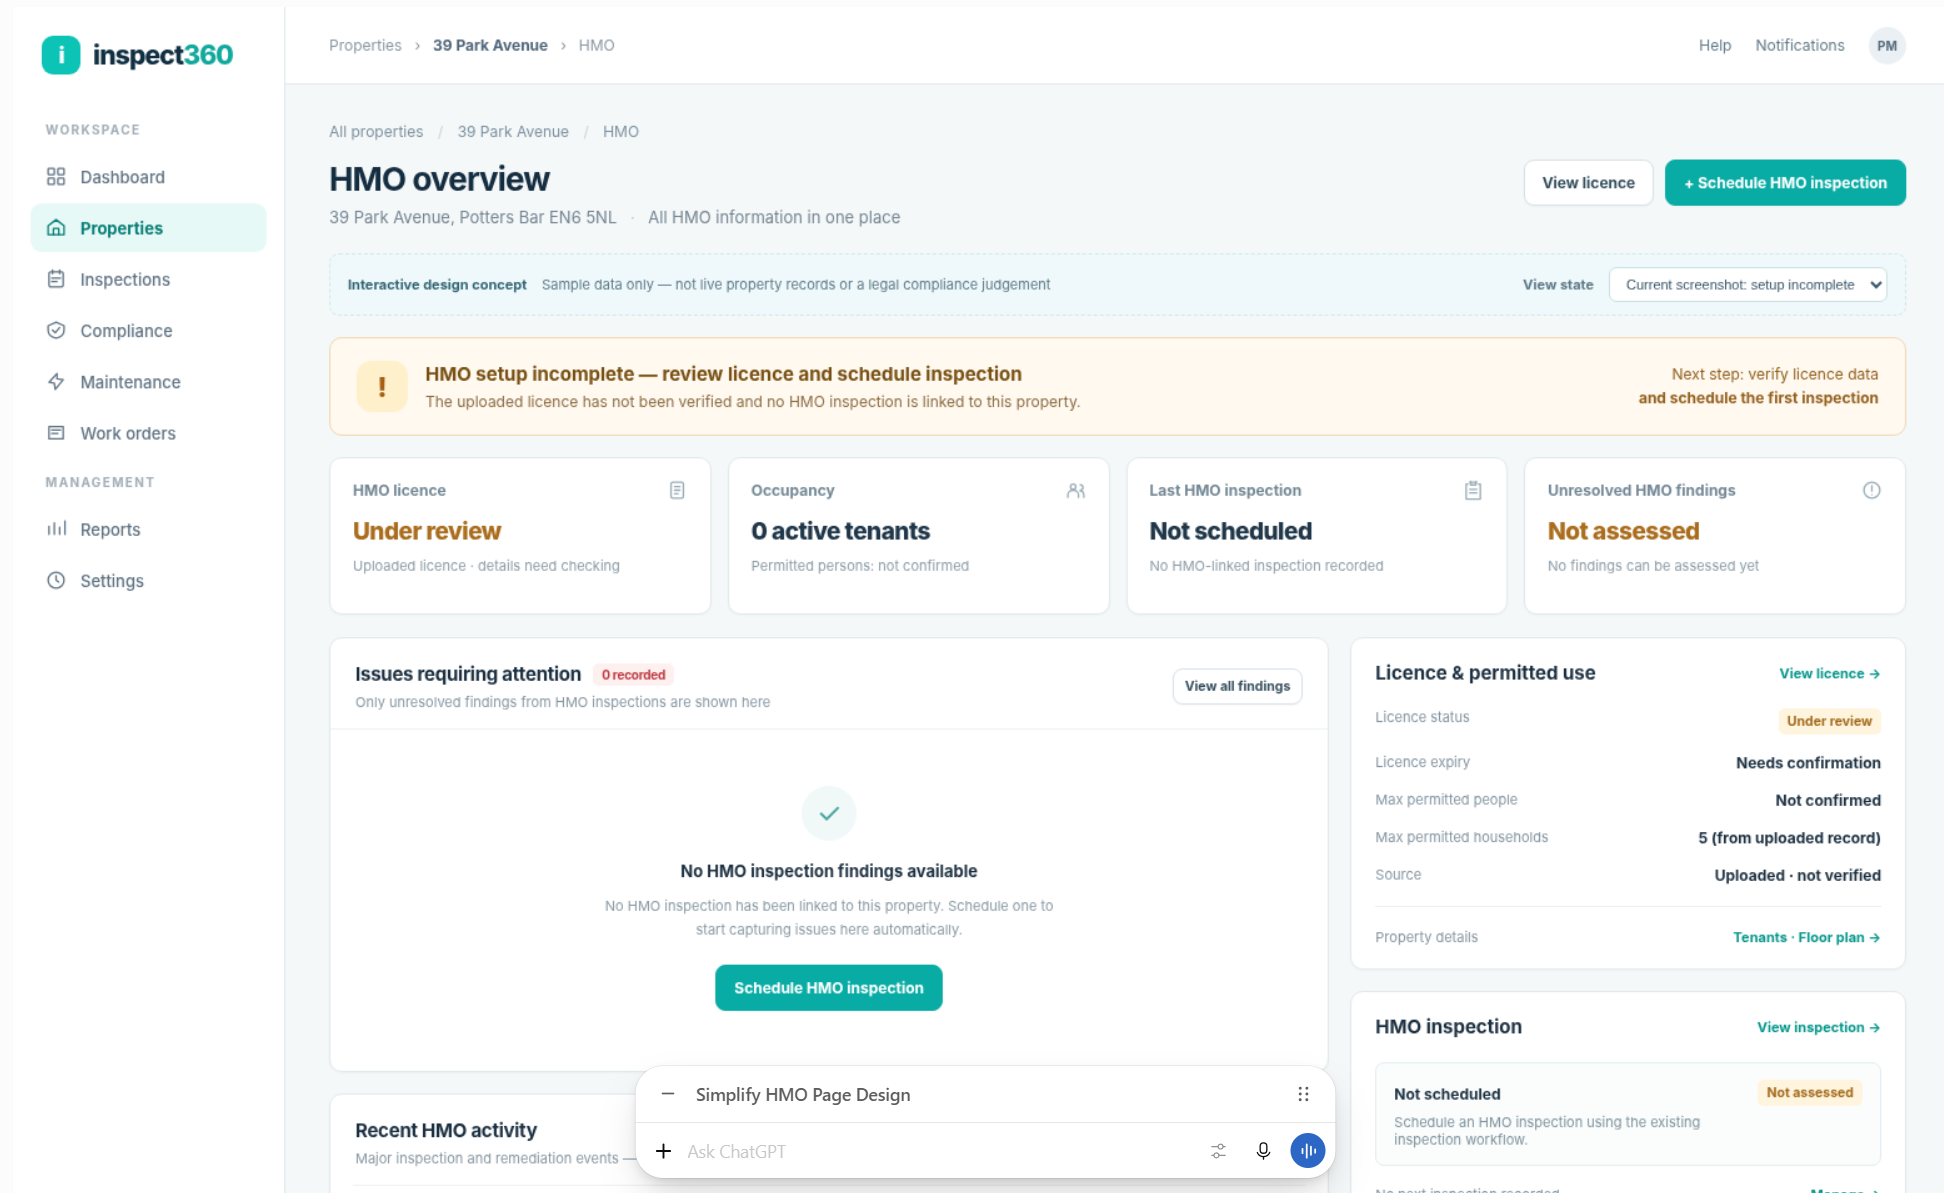 i inspect360
Properties › 39 Park Avenue › HMO
Help Notifications PM
WORKSPACE
Dashboard
Properties
Inspections
Compliance
Maintenance
Work orders
MANAGEMENT
Reports
Settings
All properties / 39 Park Avenue / HMO
HMO overview
39 Park Avenue, Potters Bar EN6 5NL · All HMO information in one place
View licence
+ Schedule HMO inspection
Interactive design concept Sample data only — not live property records or a legal compliance judgement
View state Current screenshot: setup incomplete
!
HMO setup incomplete — review licence and schedule inspection
The uploaded licence has not been verified and no HMO inspection is linked to this property.
Next step: verify licence data
and schedule the first inspection
HMO licence
Under review
Uploaded licence · details need checking
Occupancy
0 active tenants
Permitted persons: not confirmed
Last HMO inspection
Not scheduled
No HMO-linked inspection recorded
Unresolved HMO findings
Not assessed
No findings can be assessed yet
Issues requiring attention 0 recorded
Only unresolved findings from HMO inspections are shown here
View all findings
No HMO inspection findings available
No HMO inspection has been linked to this property. Schedule one to
start capturing issues here automatically.
Schedule HMO inspection
Licence & permitted use View licence →
Licence status Under review
Licence expiry Needs confirmation
Max permitted people Not confirmed
Max permitted households 5 (from uploaded record)
Source Uploaded · not verified
Property details Tenants · Floor plan →
HMO inspection View inspection →
Not scheduled Not assessed
Schedule an HMO inspection using the existing
inspection workflow.
Recent HMO activity
Major inspection and remediation events —
Simplify HMO Page Design
Ask ChatGPT
No next inspection recorded Manage →